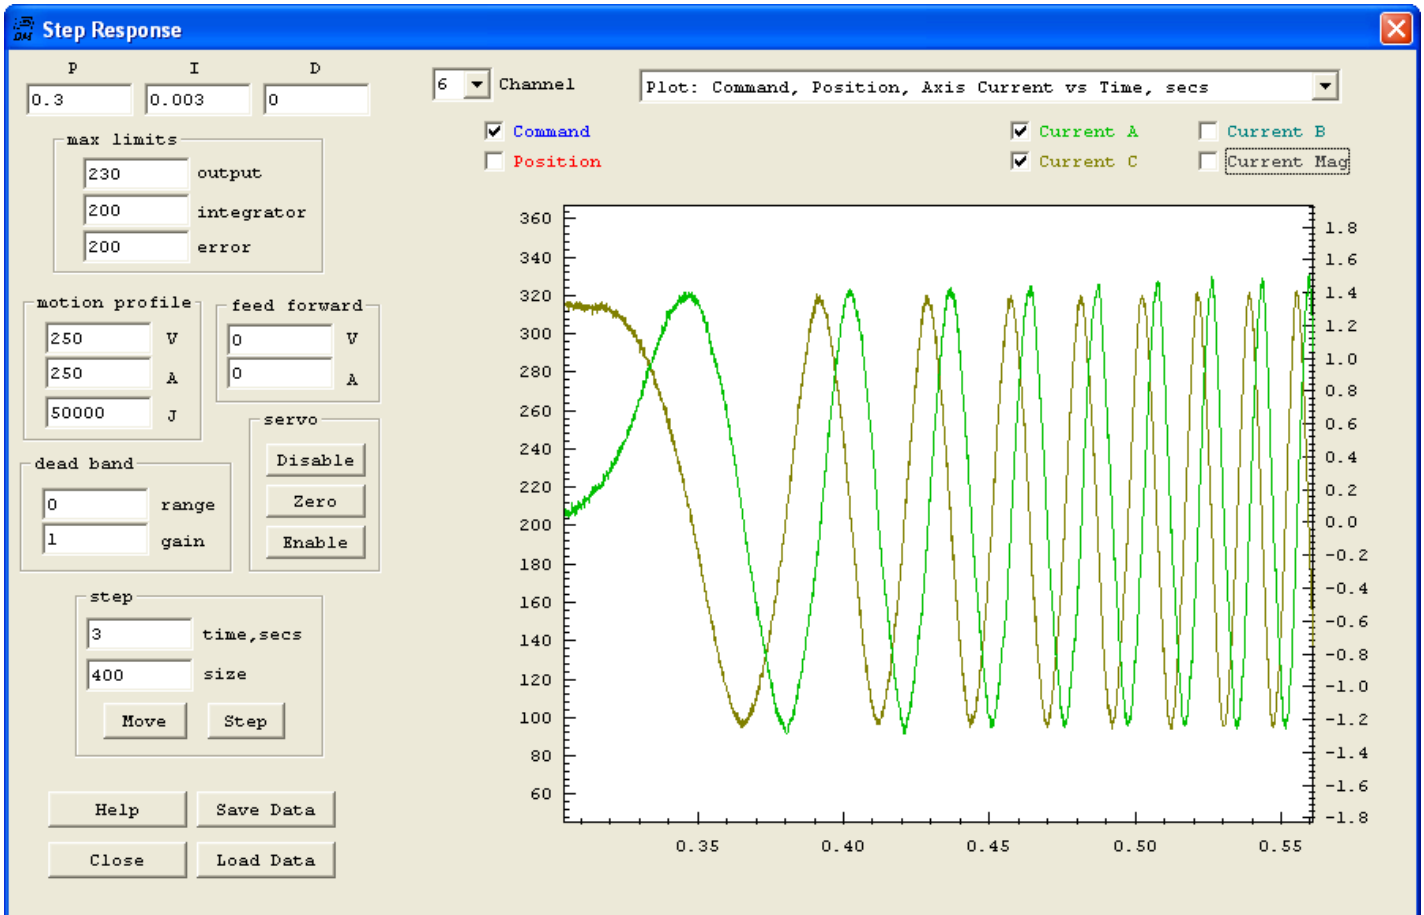 Step Response
P I D
0.3 0.003 0
6 Channel
Plot: Command, Position, Axis Current vs Time, secs
Command
Position
Current A
Current B
Current C
Current Mag
max limits
230 output
200 integrator
200 error
motion profile
250 V
250 A
50000 J
feed forward
0 V
0 A
servo
Disable
Zero
Enable
dead band
0 range
1 gain
step
3 time,secs
400 size
Move Step
Help Save Data
Close Load Data
360
340
320
300
280
260
240
220
200
180
160
140
120
100
80
60
1.8
1.6
1.4
1.2
1.0
0.8
0.6
0.4
0.2
0.0
-0.2
-0.4
-0.6
-0.8
-1.0
-1.2
-1.4
-1.6
-1.8
0.35 0.40 0.45 0.50 0.55